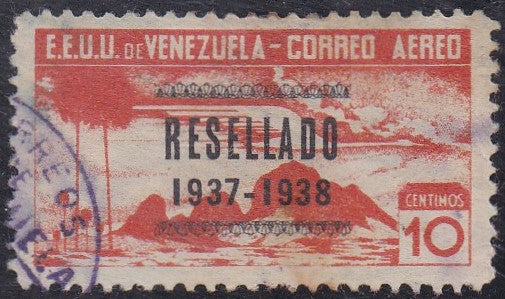 E.E.U.U. DE VENEZUELA - CORREO AEREO
RESELLADO
1937-1938
CENTIMOS
10